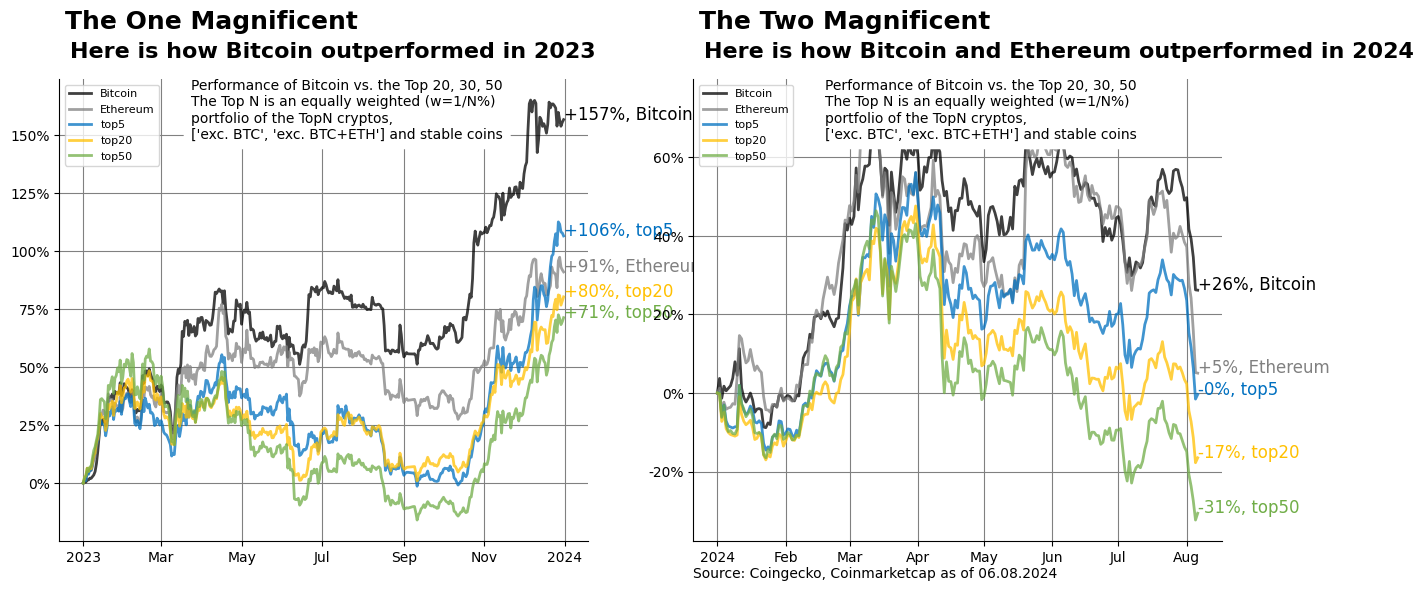 The One Magnificent
Here is how Bitcoin outperformed in 2023
Performance of Bitcoin vs. the Top 20, 30, 50
The Top N is an equally weighted (w=1/N%)
portfolio of the TopN cryptos,
['exc. BTC', 'exc. BTC+ETH'] and stable coins
Bitcoin
Ethereum
top5
top20
top50
150%
125%
100%
75%
50%
25%
0%
+157%, Bitcoin
+106%, top5
+91%, Ethereum
+80%, top20
+71%, top50
2023
Mar
May
Jul
Sep
Nov
2024
The Two Magnificent
Here is how Bitcoin and Ethereum outperformed in 2024
Performance of Bitcoin vs. the Top 20, 30, 50
The Top N is an equally weighted (w=1/N%)
portfolio of the TopN cryptos,
['exc. BTC', 'exc. BTC+ETH'] and stable coins
Bitcoin
Ethereum
top5
top20
top50
60%
40%
20%
0%
-20%
+26%, Bitcoin
+5%, Ethereum
-0%, top5
-17%, top20
-31%, top50
2024
Feb
Mar
Apr
May
Jun
Jul
Aug
Source: Coingecko, Coinmarketcap as of 06.08.2024